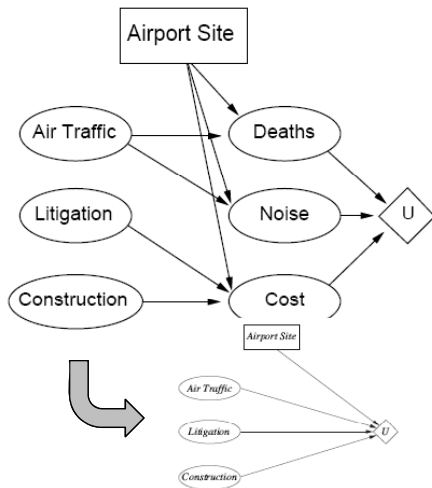 Airport Site
Air Traffic
Deaths
Litigation
Noise
U
Construction
Cost
Airport Site
Air Traffic
Litigation
U
Construction